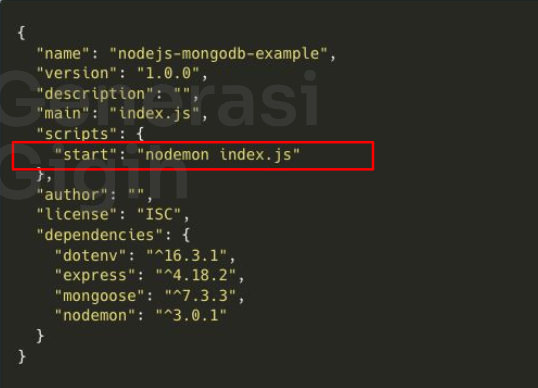 {
  "name": "nodejs-mongodb-example",
  "version": "1.0.0",
  "description": "",
  "main": "index.js",
  "scripts": {
    "start": "nodemon index.js"
  },
  "author": "",
  "license": "ISC",
  "dependencies": {
    "dotenv": "^16.3.1",
    "express": "^4.18.2",
    "mongoose": "^7.3.3",
    "nodemon": "^3.0.1"
  }
}
Generasi
Gigih